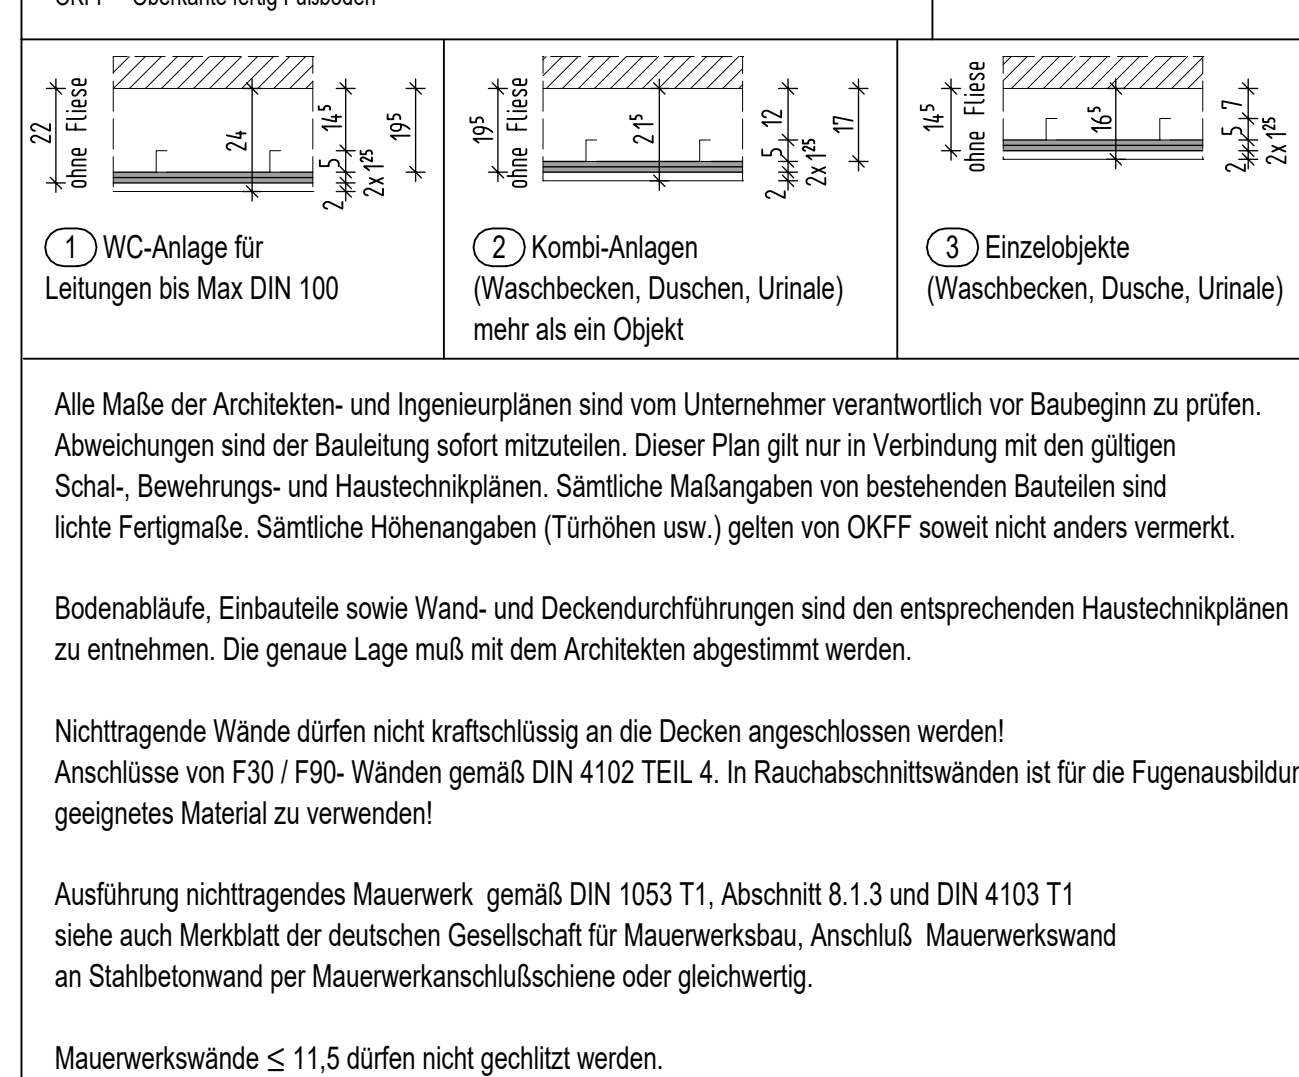 OKFF Oberkante fertig Fußboden
22
ohne Fliese
24
14⁵
5
2
2x 1²⁵
19⁵
1 WC-Anlage für
Leitungen bis Max DIN 100
19⁵
ohne Fliese
21⁵
12
5
2
2x 1²⁵
17
2 Kombi-Anlagen
(Waschbecken, Duschen, Urinale)
mehr als ein Objekt
14⁵
ohne Fliese
16⁵
7
5
2
2x 1²⁵
3 Einzelobjekte
(Waschbecken, Dusche, Urinale)
Alle Maße der Architekten- und Ingenieurplänen sind vom Unternehmer verantwortlich vor Baubeginn zu prüfen.
Abweichungen sind der Bauleitung sofort mitzuteilen. Dieser Plan gilt nur in Verbindung mit den gültigen
Schal-, Bewehrungs- und Haustechnikplänen. Sämtliche Maßangaben von bestehenden Bauteilen sind
lichte Fertigmaße. Sämtliche Höhenangaben (Türhöhen usw.) gelten von OKFF soweit nicht anders vermerkt.
Bodenabläufe, Einbauteile sowie Wand- und Deckendurchführungen sind den entsprechenden Haustechnikplänen
zu entnehmen. Die genaue Lage muß mit dem Architekten abgestimmt werden.
Nichttragende Wände dürfen nicht kraftschlüssig an die Decken angeschlossen werden!
Anschlüsse von F30 / F90- Wänden gemäß DIN 4102 TEIL 4. In Rauchabschnittswänden ist für die Fugenausbildun
geeignetes Material zu verwenden!
Ausführung nichttragendes Mauerwerk gemäß DIN 1053 T1, Abschnitt 8.1.3 und DIN 4103 T1
siehe auch Merkblatt der deutschen Gesellschaft für Mauerwerksbau, Anschluß Mauerwerkswand
an Stahlbetonwand per Mauerwerkanschlußschiene oder gleichwertig.
Mauerwerkswände ≤ 11,5 dürfen nicht gechlitzt werden.